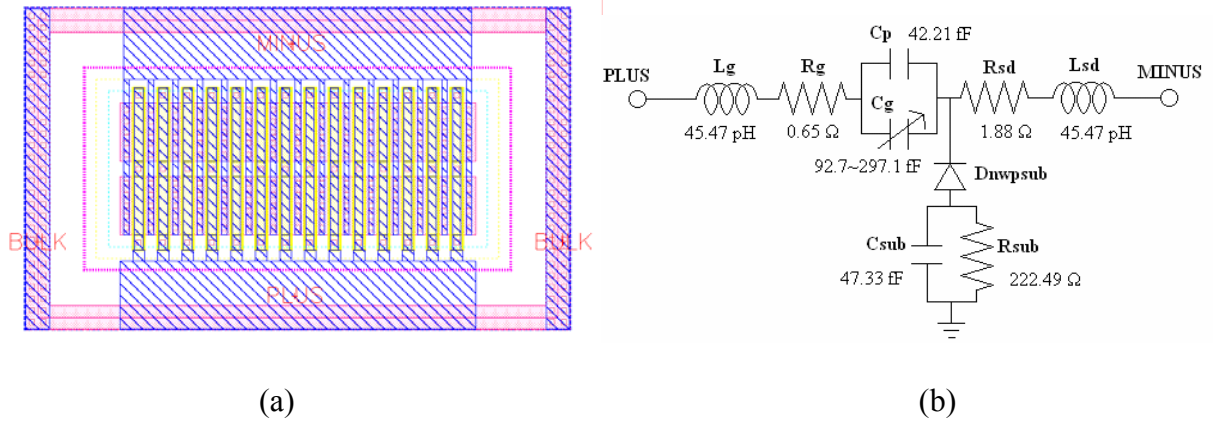 MINUS
BULK
BULK
PLUS
(a)
Cp
42.21 fF
PLUS
Lg
Rg
Rsd
Lsd
MINUS
Cg
45.47 pH
0.65 Ω
1.88 Ω
45.47 pH
92.7~297.1 fF
Dnwpsub
Csub
Rsub
47.33 fF
222.49 Ω
(b)